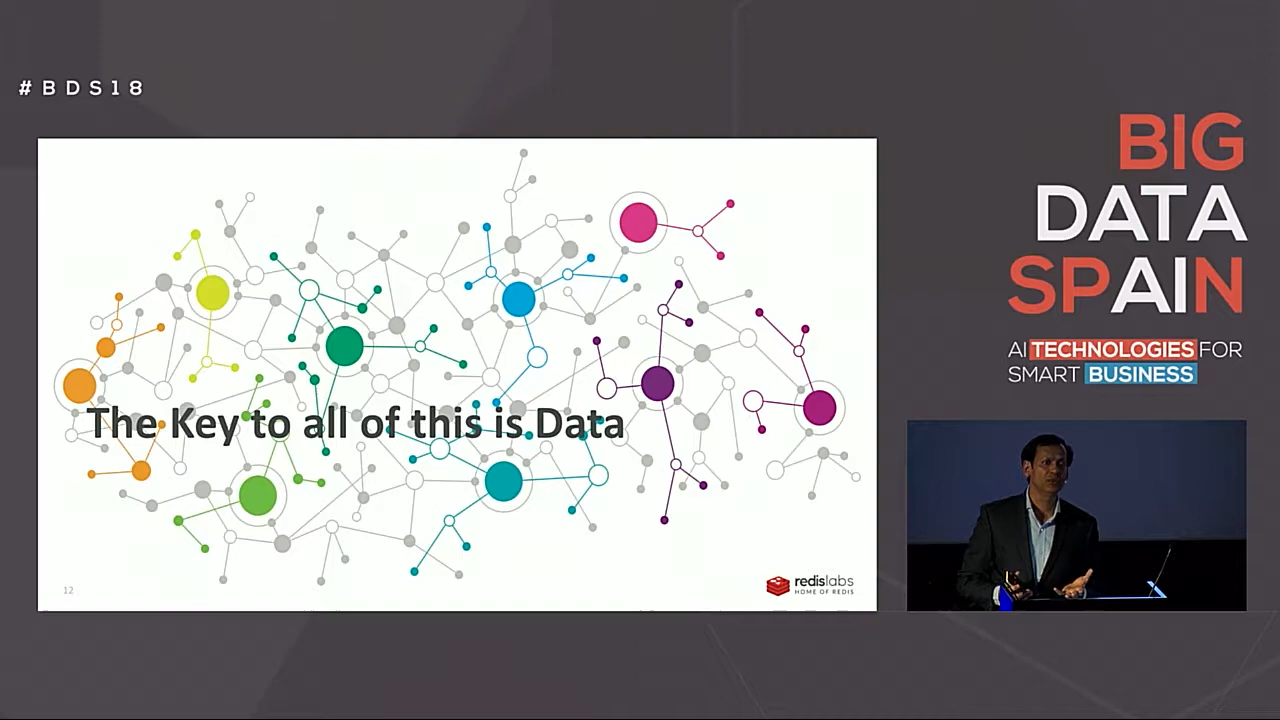 #BDS18
BIG
DATA
SPAIN
AI TECHNOLOGIES FOR
SMART BUSINESS
The Key to all of this is Data
12
redislabs
HOME OF REDIS